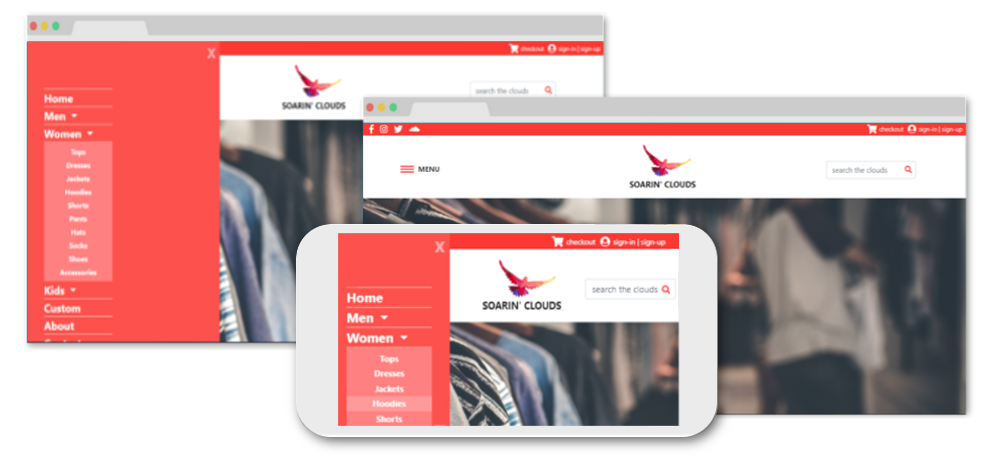 X
checkout sign-in | sign-up
Home
Men
Women
Tops
Dresses
Jackets
Hoodies
Shorts
Pants
Hats
Socks
Shoes
Accessories
Kids
Custom
About
SOARIN' CLOUDS
search the clouds
checkout sign-in | sign-up
MENU
SOARIN' CLOUDS
search the clouds
X
checkout sign-in | sign-up
Home
Men
Women
Tops
Dresses
Jackets
Hoodies
Shorts
SOARIN' CLOUDS
search the clouds